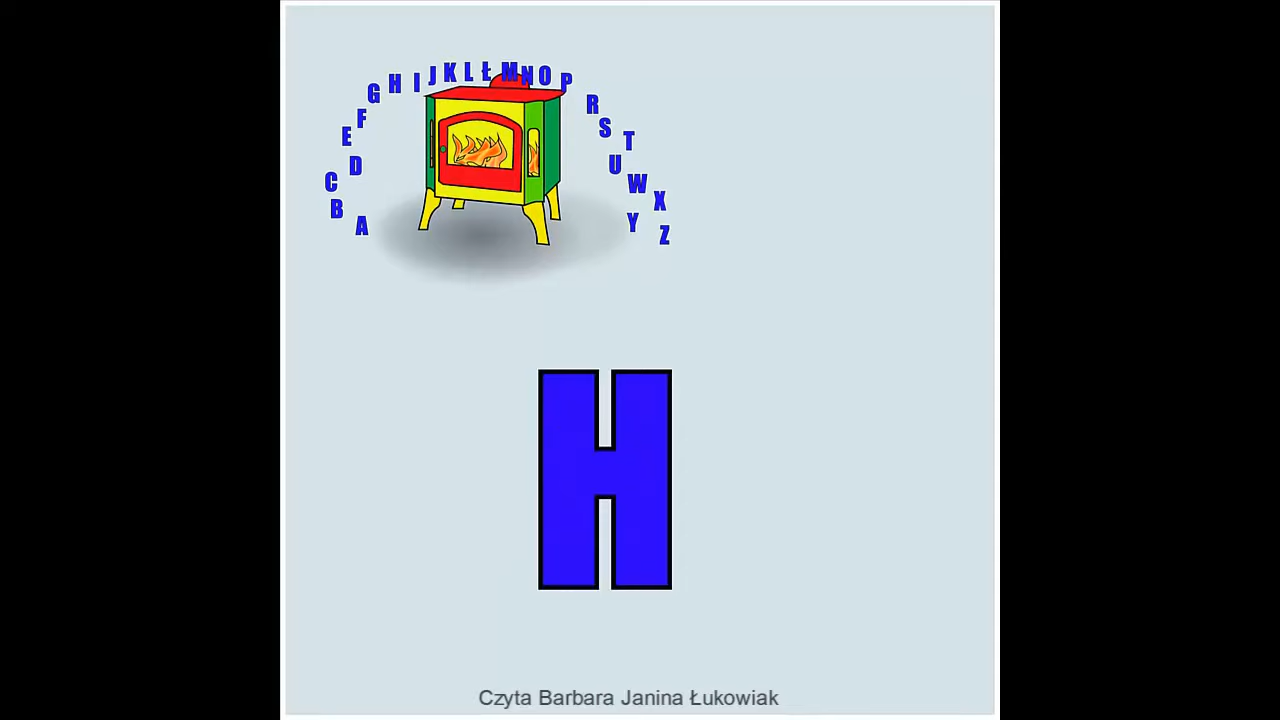 A B C D E F G H I J K L Ł M N O P R S T U W X Y Z
H
Czyta Barbara Janina Łukowiak